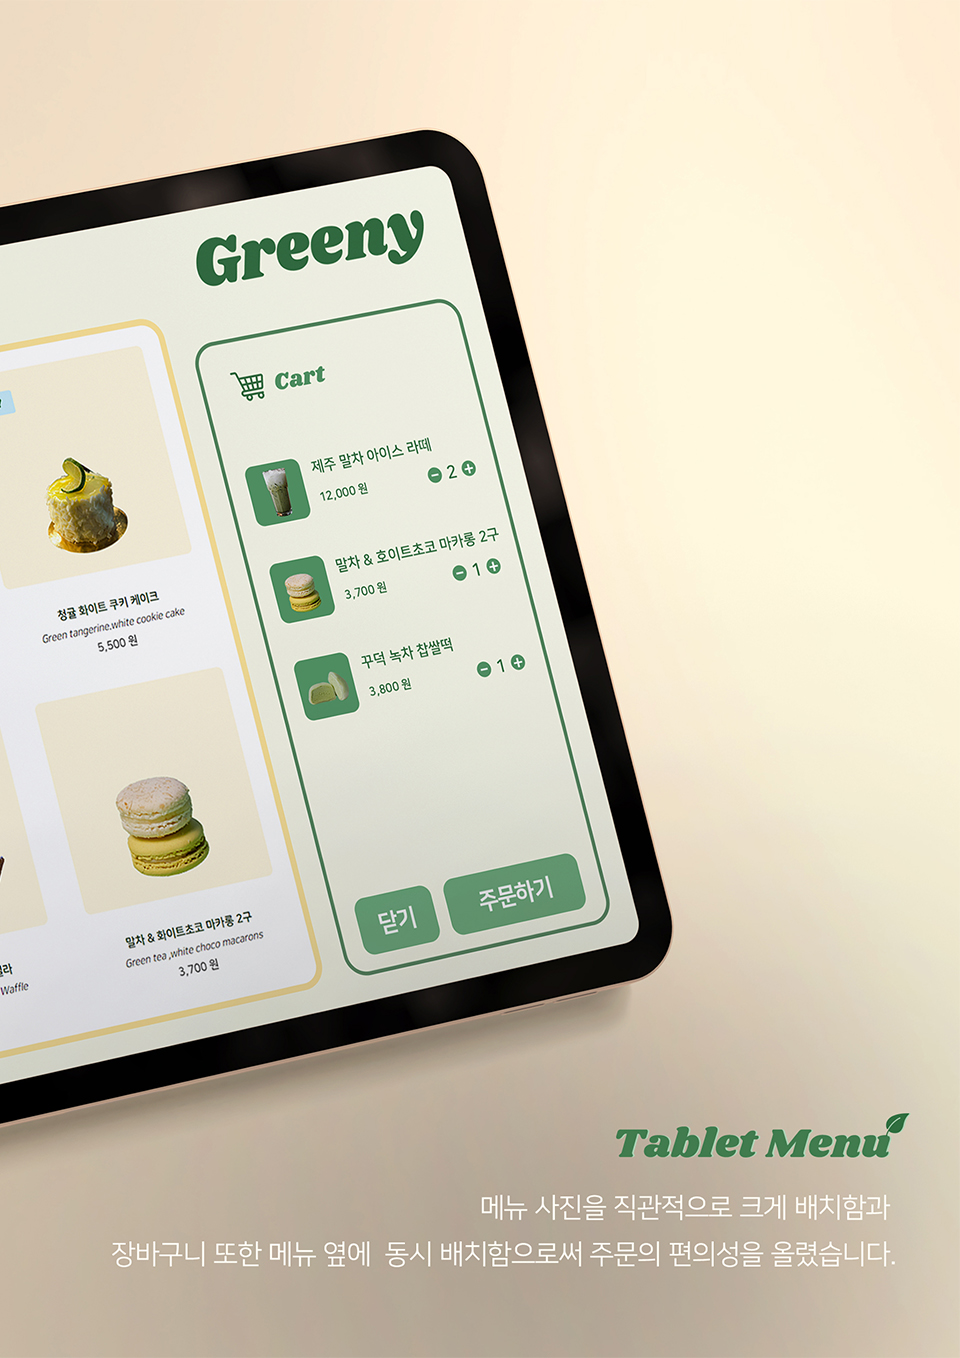 Greeny
Cart
제주 말차 아이스 라떼
12,000 원
2
말차 & 호이트초코 마카롱 2구
3,700 원
1
꾸덕 녹차 찹쌀떡
3,800 원
1
닫기
주문하기
청귤 화이트 쿠키 케이크
Green tangerine.white cookie cake
5,500 원
말차 & 화이트초코 마카롱 2구
Green tea ,white choco macarons
3,700 원
Waffle
Tablet Menu
메뉴 사진을 직관적으로 크게 배치함과
장바구니 또한 메뉴 옆에 동시 배치함으로써 주문의 편의성을 올렸습니다.